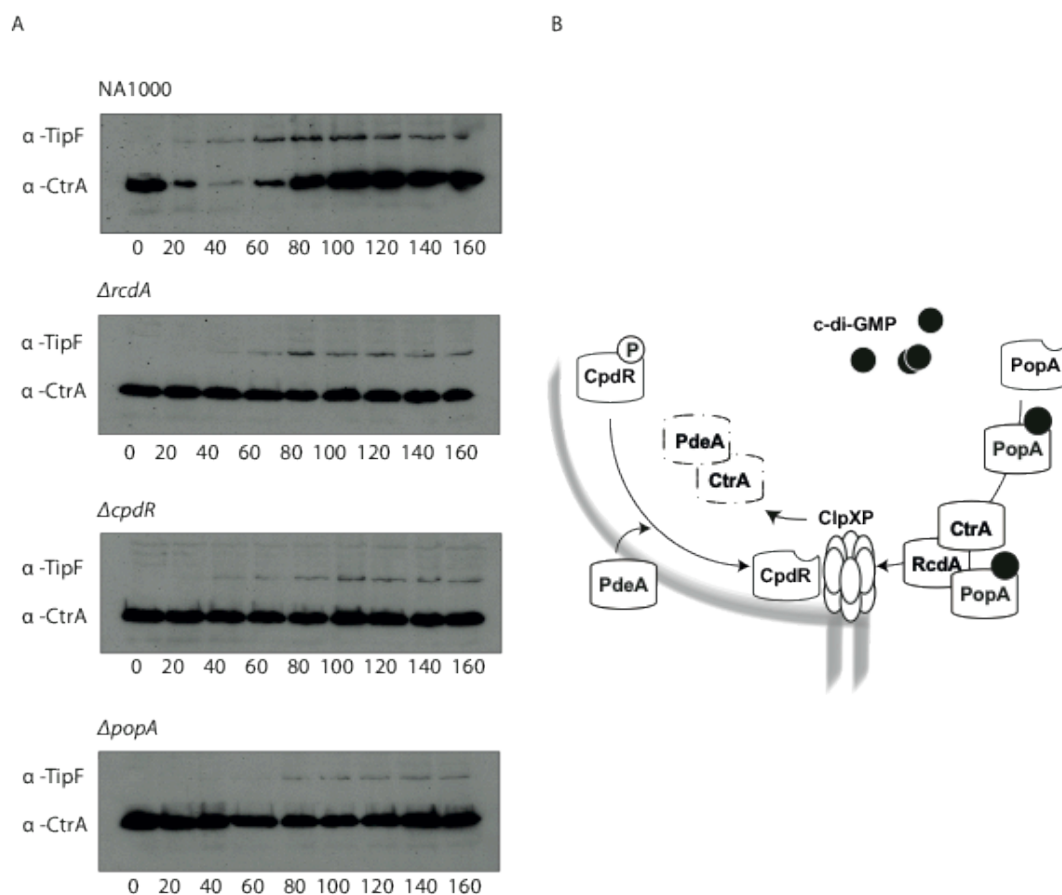 A
NA1000
α -TipF
α -CtrA
0 20 40 60 80 100 120 140 160
ΔrcdA
α -TipF
α -CtrA
0 20 40 60 80 100 120 140 160
ΔcpdR
α -TipF
α -CtrA
0 20 40 60 80 100 120 140 160
ΔpopA
α -TipF
α -CtrA
0 20 40 60 80 100 120 140 160
B
c-di-GMP
P
CpdR
PopA
PdeA
CtrA
PopA
ClpXP
CtrA
PdeA
CpdR
RcdA
PopA